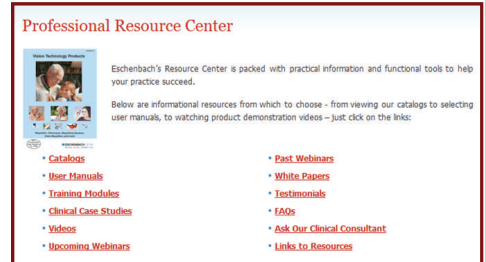 Professional Resource Center
Vision Technology Products
Eschenbach's Resource Center is packed with practical information and functional tools to help
your practice succeed.
Below are informational resources from which to choose - from viewing our catalogs to selecting
user manuals, to watching product demonstration videos – just click on the links:
ESCHENBACH
• Catalogs
• User Manuals
• Training Modules
• Clinical Case Studies
• Videos
• Upcoming Webinars
• Past Webinars
• White Papers
• Testimonials
• FAQs
• Ask Our Clinical Consultant
• Links to Resources